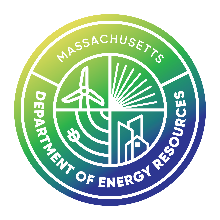 MASSACHUSETTS
DEPARTMENT OF ENERGY RESOURCES